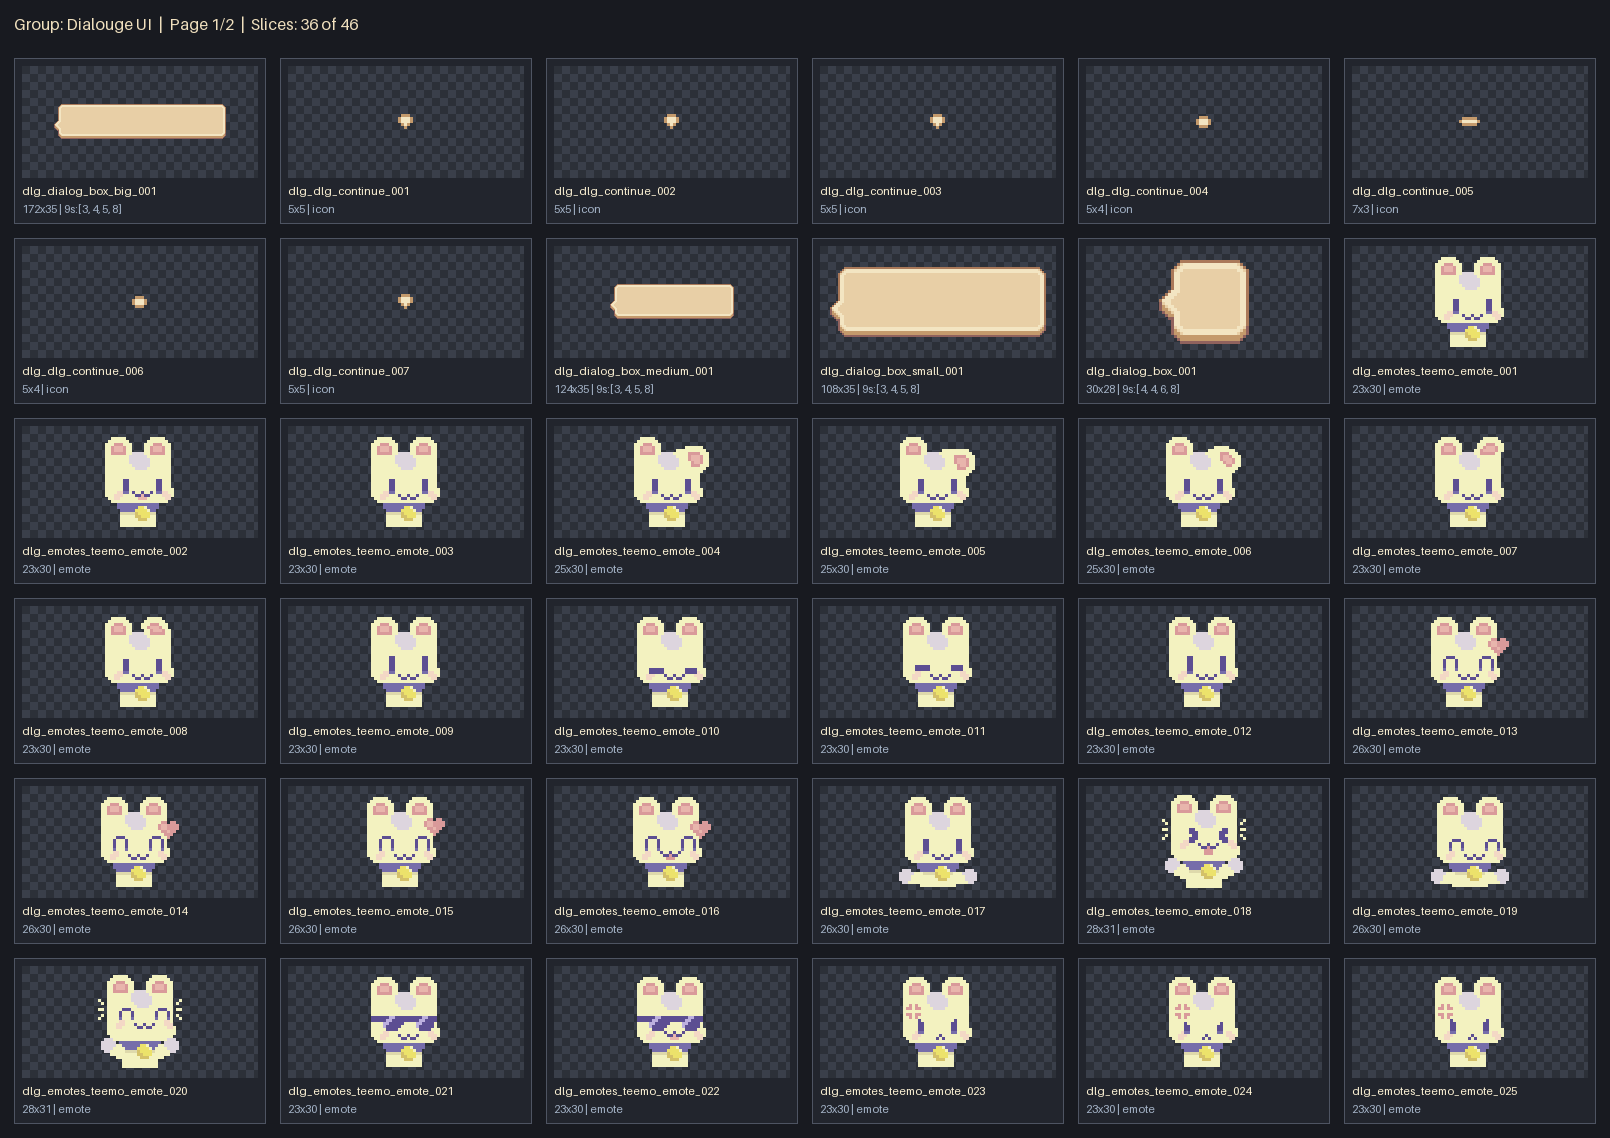 Group: Dialouge UI | Page 1/2 | Slices: 36 of 46
dlg_dialog_box_big_001
172x35 | 9s:[3, 4, 5, 8]
dlg_dlg_continue_001
5x5 | icon
dlg_dlg_continue_002
5x5 | icon
dlg_dlg_continue_003
5x5 | icon
dlg_dlg_continue_004
5x4 | icon
dlg_dlg_continue_005
7x3 | icon
dlg_dlg_continue_006
5x4 | icon
dlg_dlg_continue_007
5x5 | icon
dlg_dialog_box_medium_001
124x35 | 9s:[3, 4, 5, 8]
dlg_dialog_box_small_001
108x35 | 9s:[3, 4, 5, 8]
dlg_dialog_box_001
30x28 | 9s:[4, 4, 6, 8]
dlg_emotes_teemo_emote_001
23x30 | emote
dlg_emotes_teemo_emote_002
23x30 | emote
dlg_emotes_teemo_emote_003
23x30 | emote
dlg_emotes_teemo_emote_004
25x30 | emote
dlg_emotes_teemo_emote_005
25x30 | emote
dlg_emotes_teemo_emote_006
25x30 | emote
dlg_emotes_teemo_emote_007
23x30 | emote
dlg_emotes_teemo_emote_008
23x30 | emote
dlg_emotes_teemo_emote_009
23x30 | emote
dlg_emotes_teemo_emote_010
23x30 | emote
dlg_emotes_teemo_emote_011
23x30 | emote
dlg_emotes_teemo_emote_012
23x30 | emote
dlg_emotes_teemo_emote_013
26x30 | emote
dlg_emotes_teemo_emote_014
26x30 | emote
dlg_emotes_teemo_emote_015
26x30 | emote
dlg_emotes_teemo_emote_016
26x30 | emote
dlg_emotes_teemo_emote_017
26x30 | emote
dlg_emotes_teemo_emote_018
28x31 | emote
dlg_emotes_teemo_emote_019
26x30 | emote
dlg_emotes_teemo_emote_020
28x31 | emote
dlg_emotes_teemo_emote_021
23x30 | emote
dlg_emotes_teemo_emote_022
23x30 | emote
dlg_emotes_teemo_emote_023
23x30 | emote
dlg_emotes_teemo_emote_024
23x30 | emote
dlg_emotes_teemo_emote_025
23x30 | emote